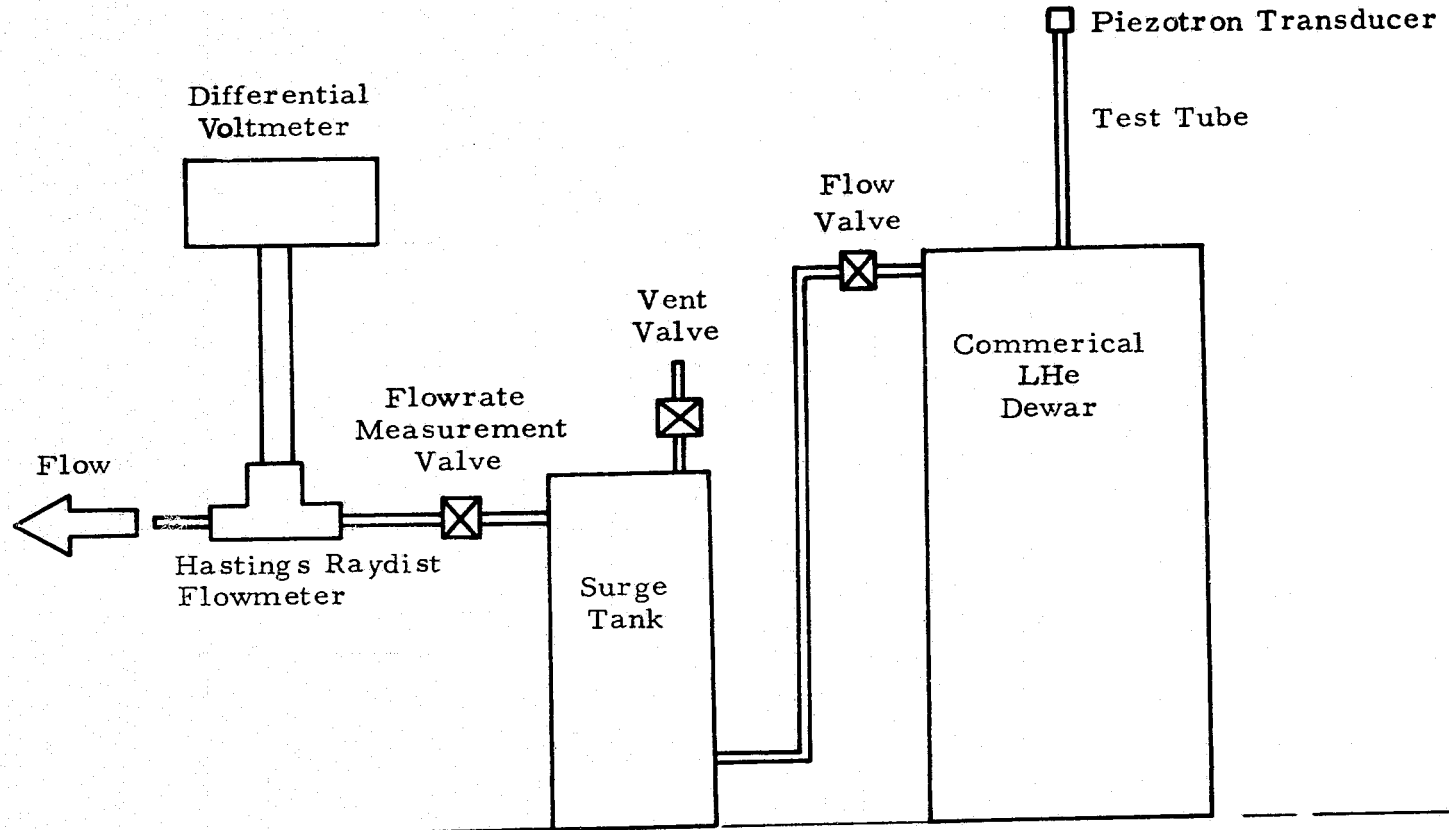 Piezotron Transducer
Test Tube
Differential
Voltmeter
Flow
Valve
Vent
Valve
Commerical
LHe
Dewar
Flowrate
Measurement
Valve
Flow
Hastings Raydist
Flowmeter
Surge
Tank